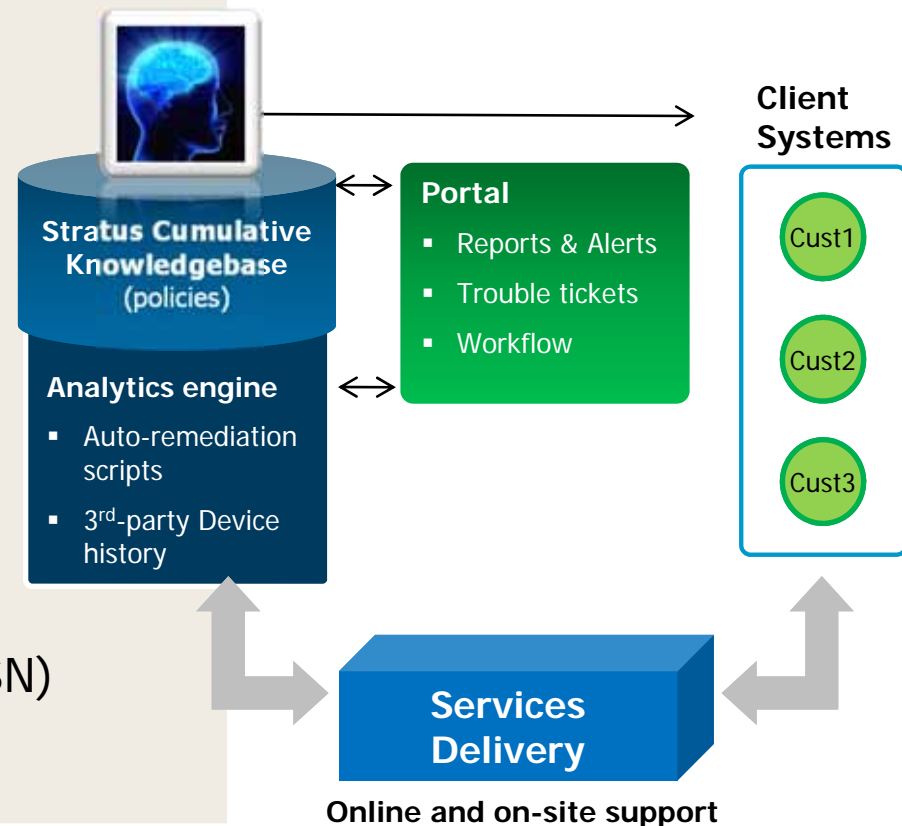 Client
Systems
Stratus Cumulative
Knowledgebase
(policies)
Portal
▪ Reports & Alerts
▪ Trouble tickets
▪ Workflow
Cust1
Cust2
Cust3
Analytics engine
▪ Auto-remediation
scripts
▪ 3rd-party Device
history
SN)
Services
Delivery
Online and on-site support